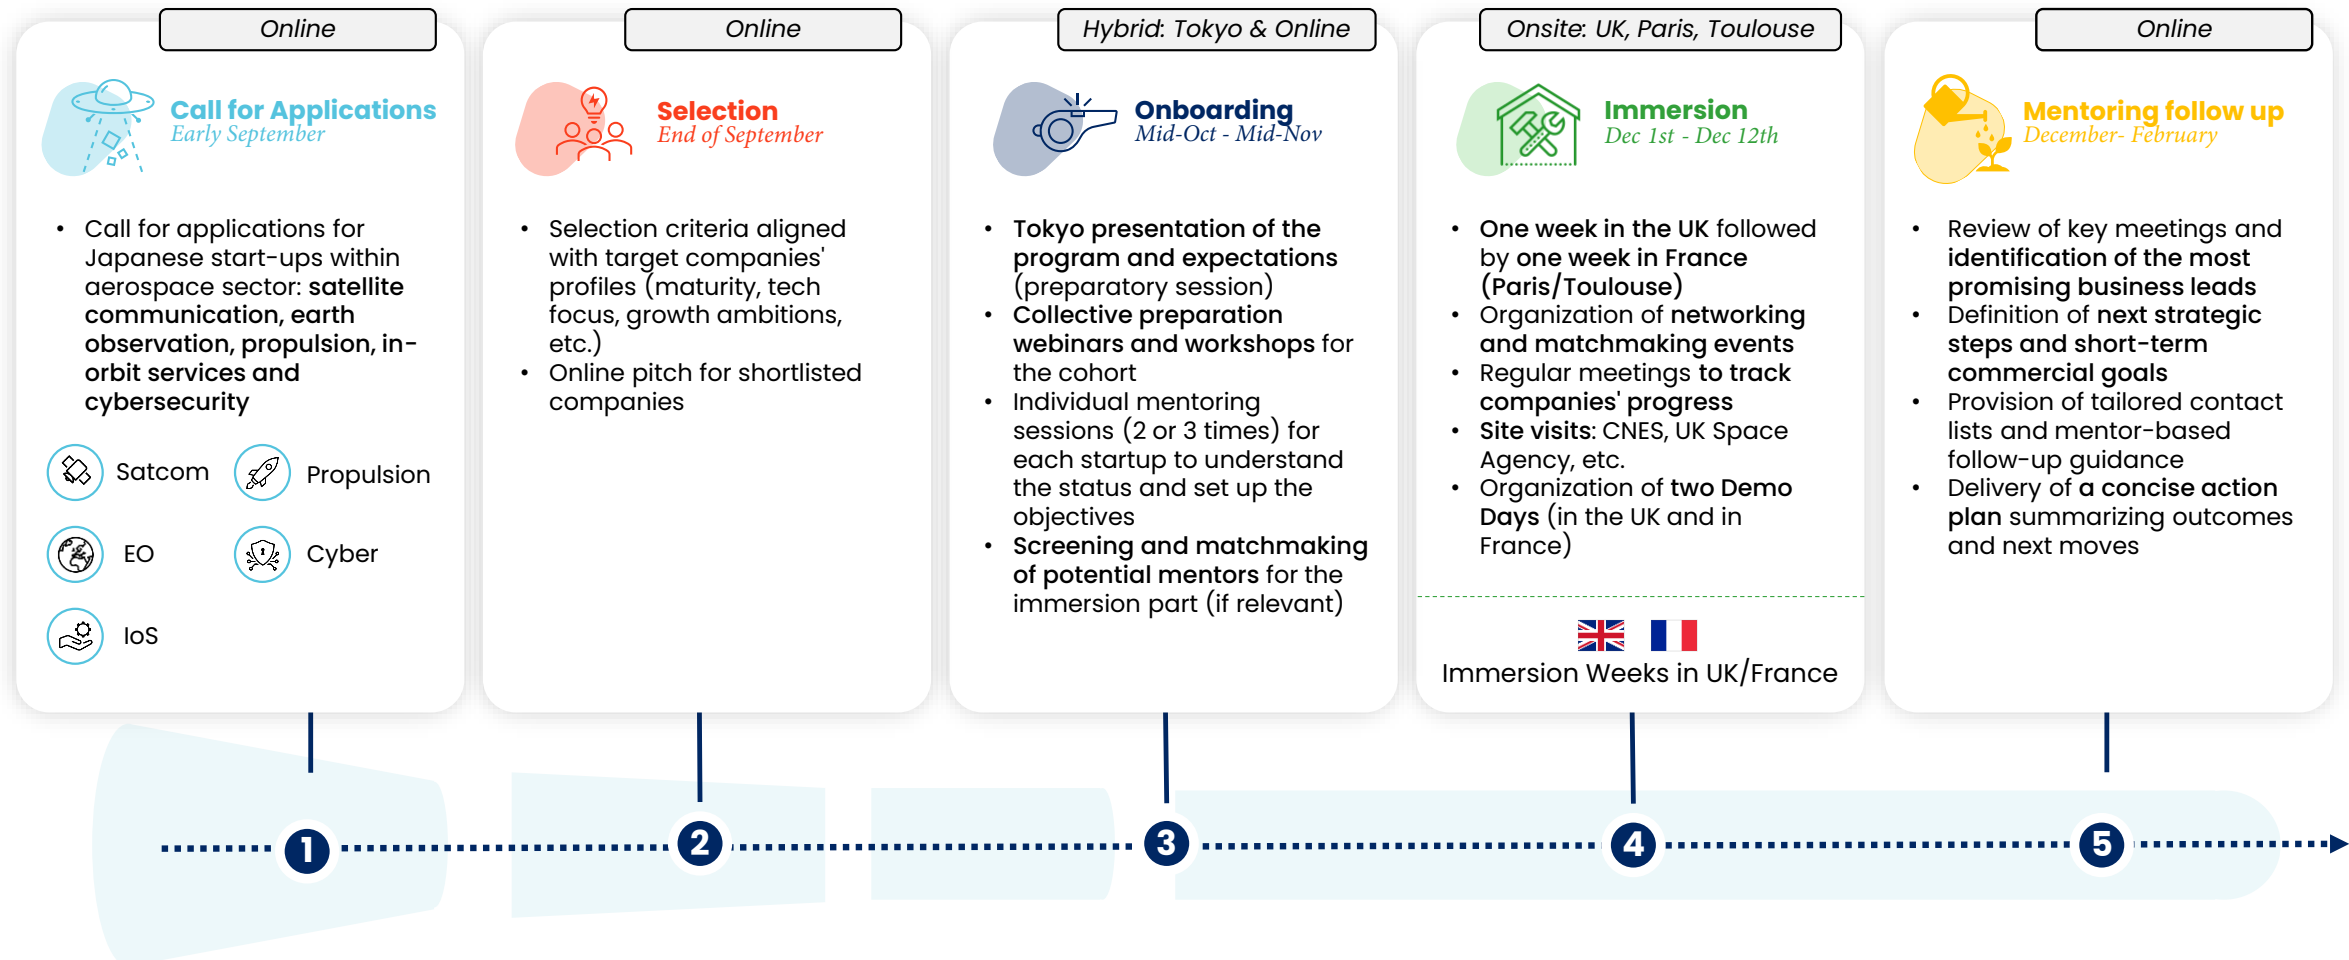 Online
Call for Applications
Early September
• Call for applications for
Japanese start-ups within
aerospace sector: satellite
communication, earth
observation, propulsion, in-
orbit services and
cybersecurity
Satcom
Propulsion
EO
Cyber
IoS
Online
Selection
End of September
• Selection criteria aligned
with target companies'
profiles (maturity, tech
focus, growth ambitions,
etc.)
• Online pitch for shortlisted
companies
Hybrid: Tokyo & Online
Onboarding
Mid-Oct - Mid-Nov
• Tokyo presentation of the
program and expectations
(preparatory session)
• Collective preparation
webinars and workshops for
the cohort
• Individual mentoring
sessions (2 or 3 times) for
each startup to understand
the status and set up the
objectives
• Screening and matchmaking
of potential mentors for the
immersion part (if relevant)
Onsite: UK, Paris, Toulouse
Immersion
Dec 1st - Dec 12th
• One week in the UK followed
by one week in France
(Paris/Toulouse)
• Organization of networking
and matchmaking events
• Regular meetings to track
companies' progress
• Site visits: CNES, UK Space
Agency, etc.
• Organization of two Demo
Days (in the UK and in
France)
Immersion Weeks in UK/France
Online
Mentoring follow up
December- February
• Review of key meetings and
identification of the most
promising business leads
• Definition of next strategic
steps and short-term
commercial goals
• Provision of tailored contact
lists and mentor-based
follow-up guidance
• Delivery of a concise action
plan summarizing outcomes
and next moves
1
2
3
4
5